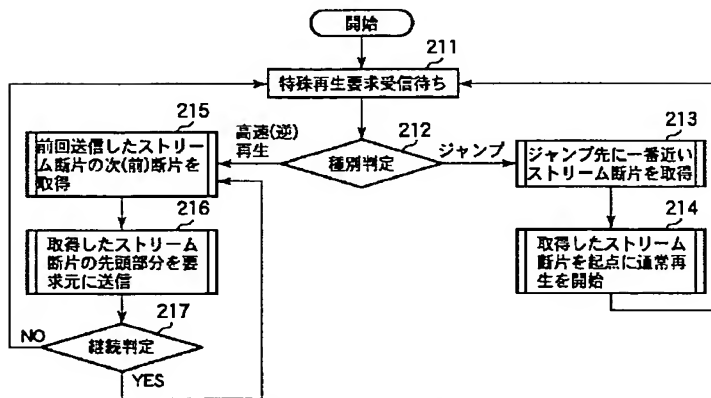 開始
211
特殊再生要求受信待ち
215
高速(逆)
再生
212
種別判定
ジャンプ
213
前回送信したストリー
ム断片の次(前)断片を
取得
ジャンプ先に一番近い
ストリーム断片を取得
216
取得したストリーム
断片の先頭部分を要
求元に送信
214
取得したストリーム
断片を起点に通常再
生を開始
217
NO
継続判定
YES